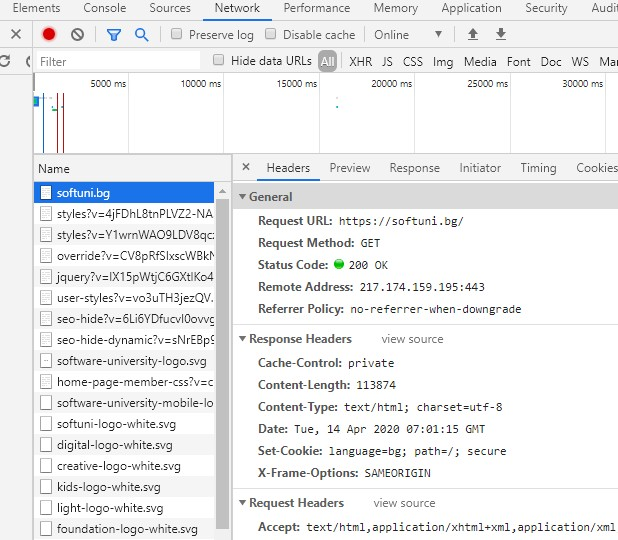 Elements Console Sources Network Performance Memory Application Security Audit
Preserve log Disable cache Online
Filter Hide data URLs All XHR JS CSS Img Media Font Doc WS Man
5000 ms 10000 ms 15000 ms 20000 ms 25000 ms 30000 ms
Name
softuni.bg
styles?v=4jFDhL8tnPLVZ2-NA
styles?v=Y1wrnWAO9LDV8qcz
override?v=CV8pRfSIxscWBkN
jquery?v=IX15pWtjC6GXtIKo4
user-styles?v=vo3uTH3jezQV.
seo-hide?v=6Li6YDfucvI0ovvg
seo-hide-dynamic?v=sNrEBp9
software-university-logo.svg
home-page-member-css?v=c
software-university-mobile-lo
softuni-logo-white.svg
digital-logo-white.svg
creative-logo-white.svg
kids-logo-white.svg
light-logo-white.svg
foundation-logo-white.svg
× Headers Preview Response Initiator Timing Cookies
General
Request URL: https://softuni.bg/
Request Method: GET
Status Code: 200 OK
Remote Address: 217.174.159.195:443
Referrer Policy: no-referrer-when-downgrade
Response Headers view source
Cache-Control: private
Content-Length: 113874
Content-Type: text/html; charset=utf-8
Date: Tue, 14 Apr 2020 07:01:15 GMT
Set-Cookie: language=bg; path=/; secure
X-Frame-Options: SAMEORIGIN
Request Headers view source
Accept: text/html,application/xhtml+xml,application/xml